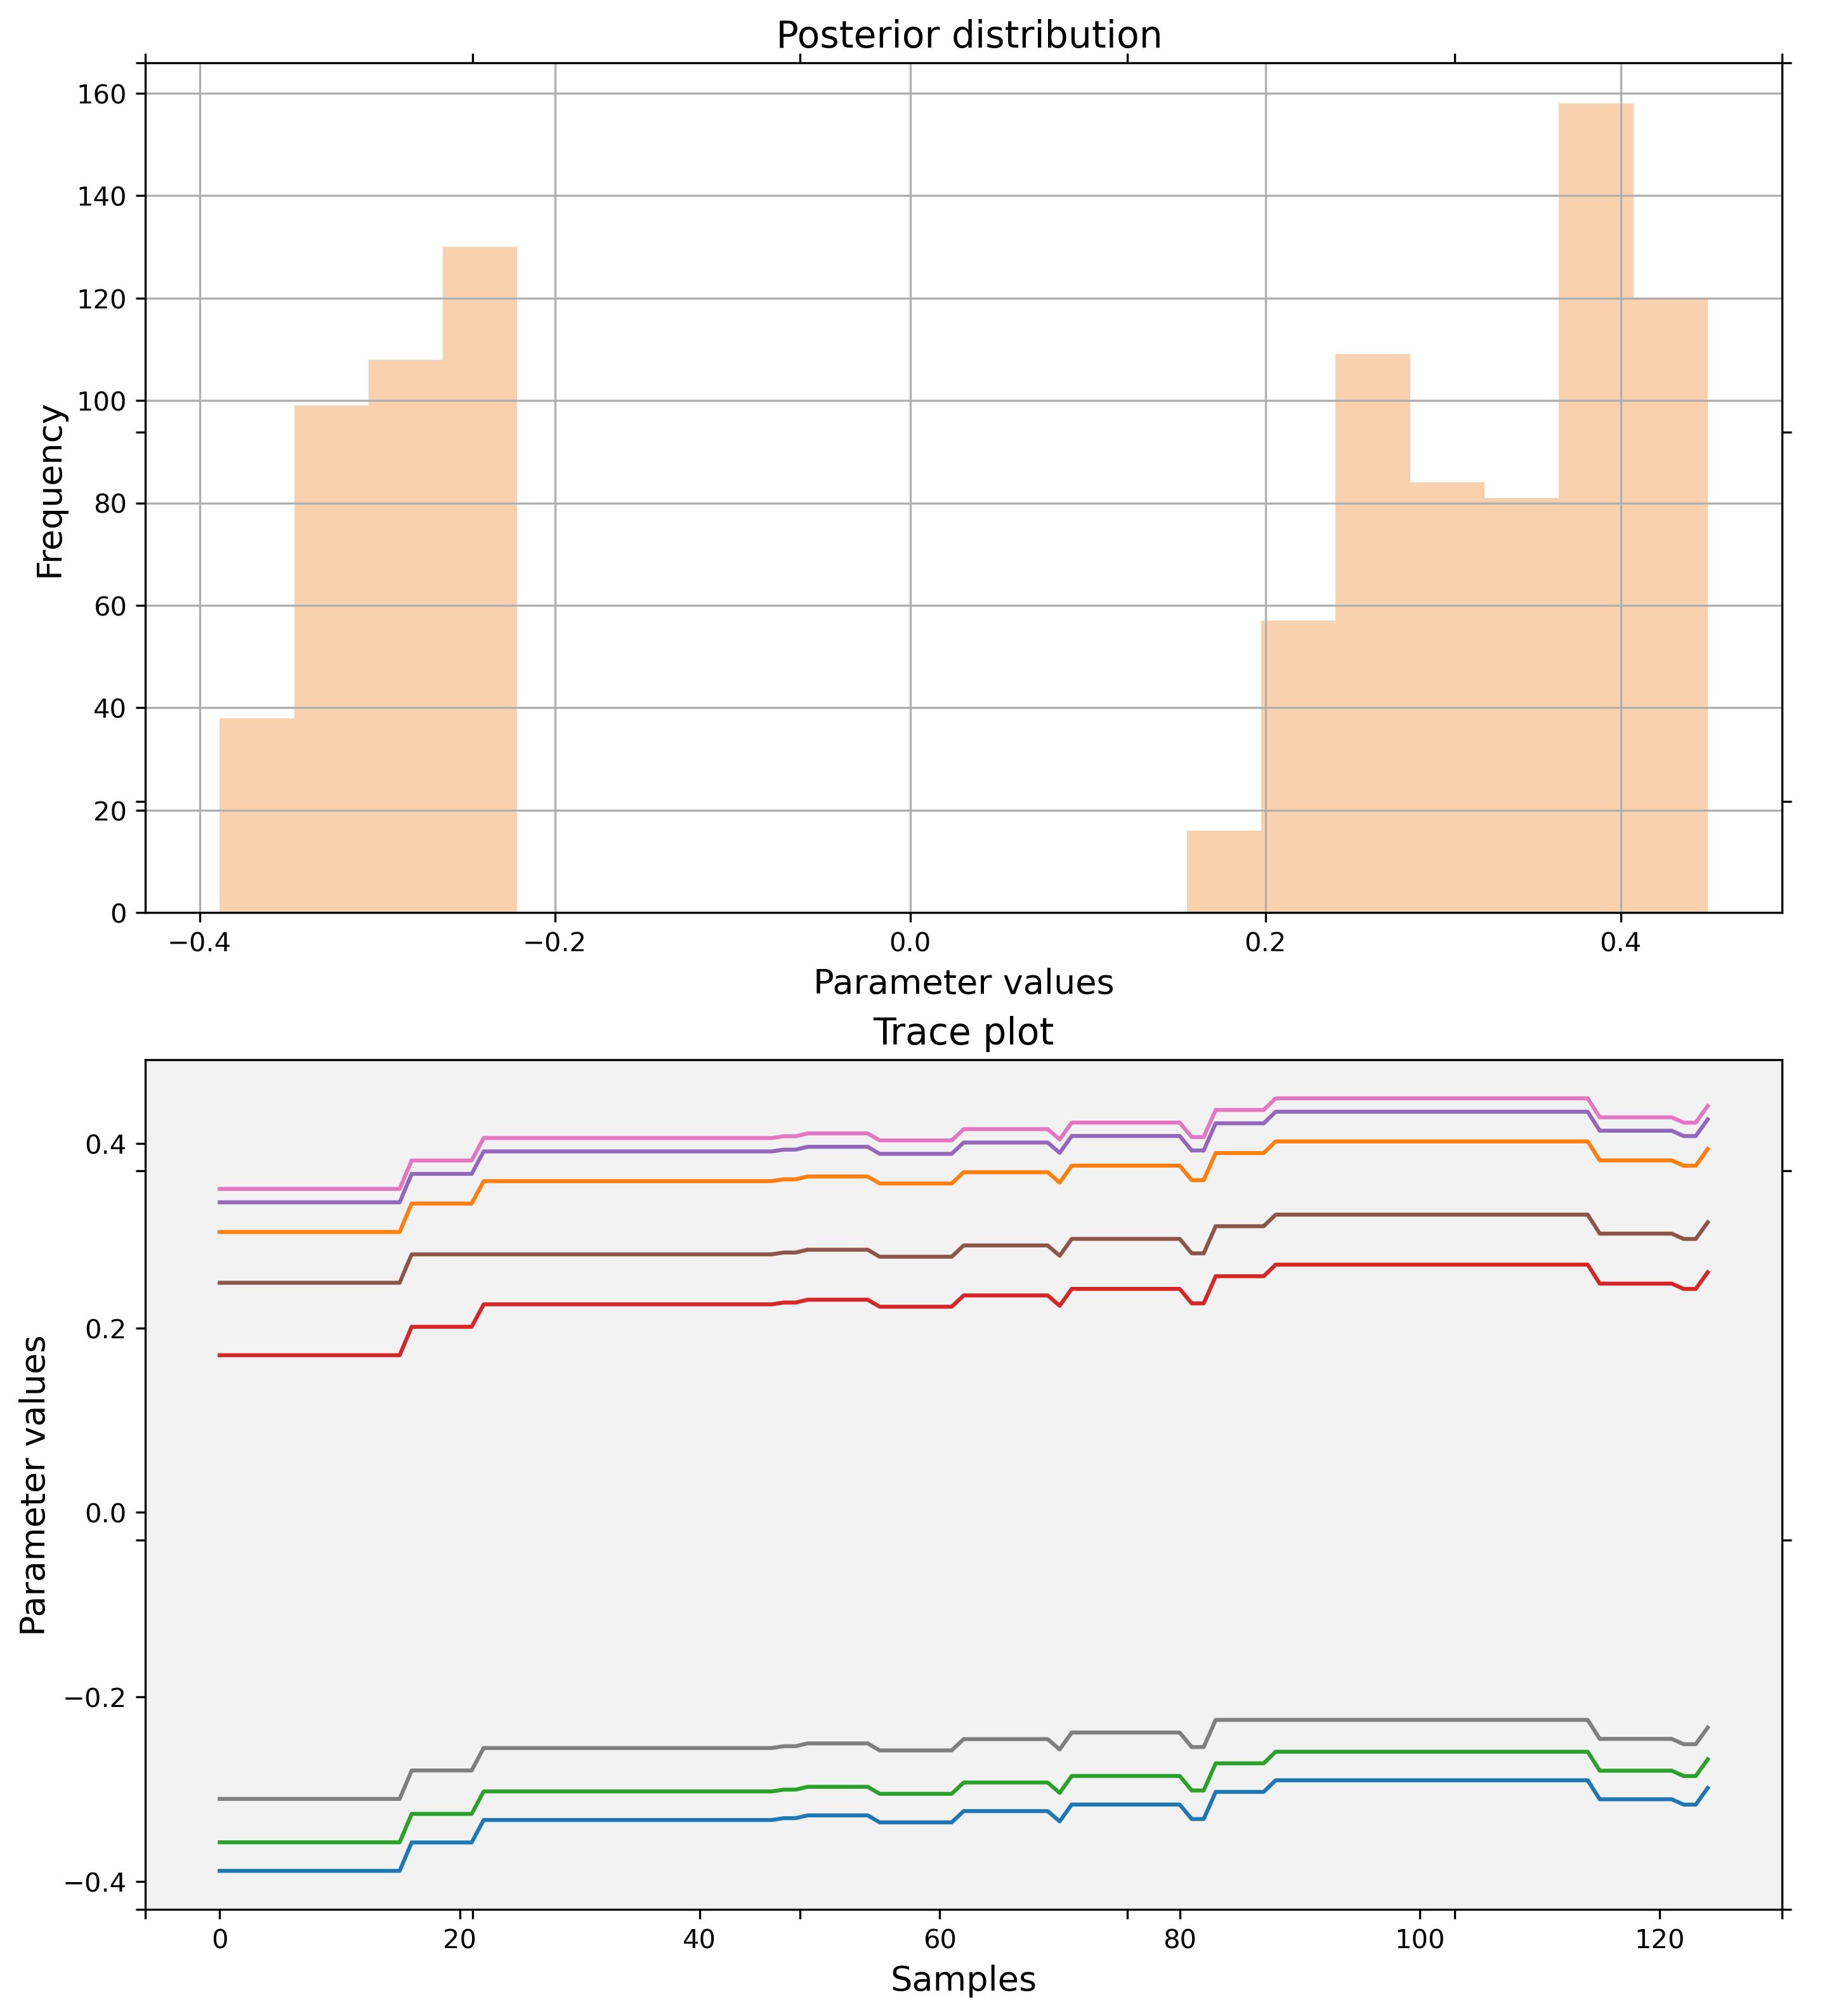 Posterior distribution
160
140
120
100
80
60
40
20
0
Frequency
−0.4 −0.2 0.0 0.2 0.4
Parameter values
Trace plot
0.4
0.2
0.0
−0.2
−0.4
Parameter values
0 20 40 60 80 100 120
Samples